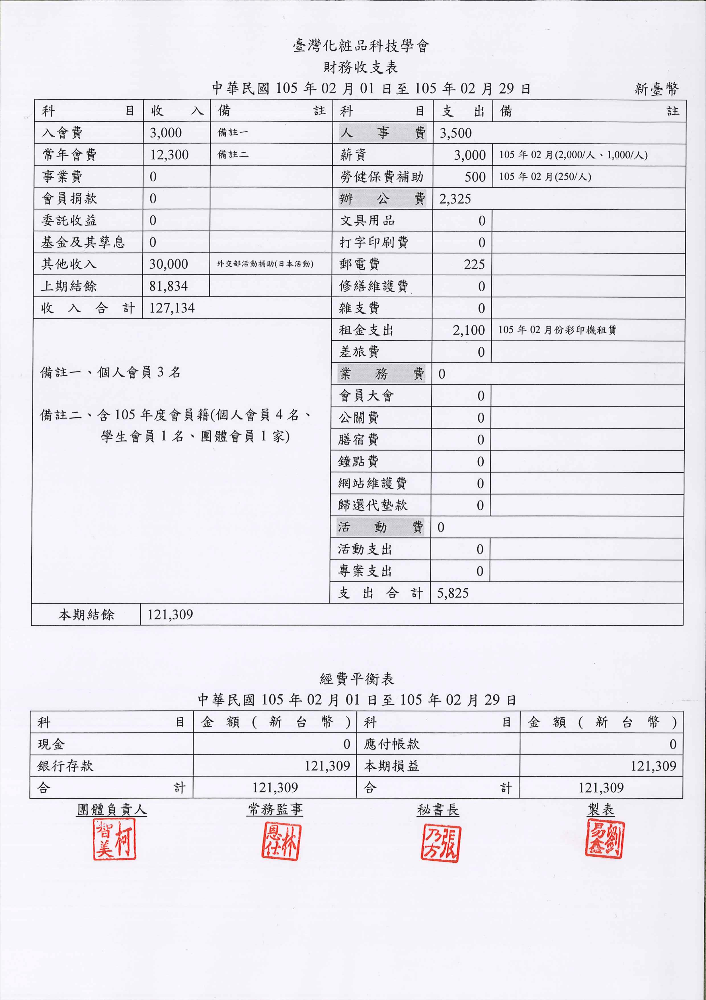 臺灣化粧品科技學會
財務收支表
中華民國 105 年 02 月 01 日至 105 年 02 月 29 日 新臺幣
科目 收入 備註 科目 支出 備註
入會費 3,000 備註一 人事費 3,500
常年會費 12,300 備註二 薪資 3,000 105 年 02 月(2,000/人、1,000/人)
事業費 0 勞健保費補助 500 105 年 02 月(250/人)
會員捐款 0 辦公費 2,325
委託收益 0 文具用品 0
基金及其孳息 0 打字印刷費 0
其他收入 30,000 外交部活動補助(日本活動) 郵電費 225
上期結餘 81,834 修繕維護費 0
收入合計 127,134 雜支費 0
租金支出 2,100 105 年 02 月份彩印機租賃
差旅費 0
備註一、個人會員 3 名
業務費 0
會員大會 0
備註二、含 105 年度會員籍(個人會員 4 名、
學生會員 1 名、團體會員 1 家)
公關費 0
膳宿費 0
鐘點費 0
網站維護費 0
歸還代墊款 0
活動費 0
活動支出 0
專案支出 0
支出合計 5,825
本期結餘 121,309
經費平衡表
中華民國 105 年 02 月 01 日至 105 年 02 月 29 日
科目 金額(新台幣) 科目 金額(新台幣)
現金 0 應付帳款 0
銀行存款 121,309 本期損益 121,309
合計 121,309 合計 121,309
團體負責人 常務監事 秘書長 製表
柯智美 林恩仕 張乃方 劉易鑫